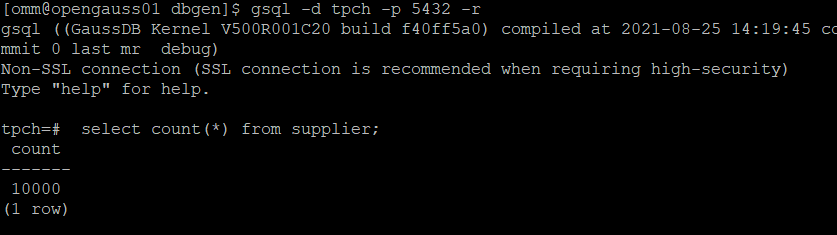 [omm@opengauss01 dbgen]$ gsql -d tpch -p 5432 -r
gsql ((GaussDB Kernel V500R001C20 build f40ff5a0) compiled at 2021-08-25 14:19:45 co
mmit 0 last mr  debug)
Non-SSL connection (SSL connection is recommended when requiring high-security)
Type "help" for help.
tpch=#  select count(*) from supplier;
count
-------
10000
(1 row)